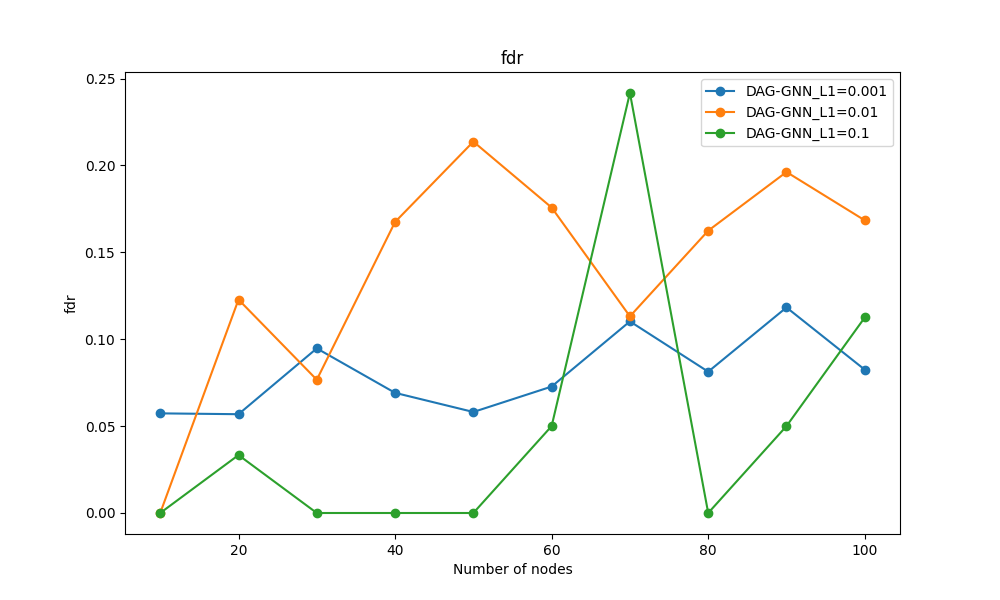 fdr
0.25
0.20
0.15
0.10
0.05
0.00
fdr
DAG-GNN_L1=0.001
DAG-GNN_L1=0.01
DAG-GNN_L1=0.1
20
40
60
80
100
Number of nodes